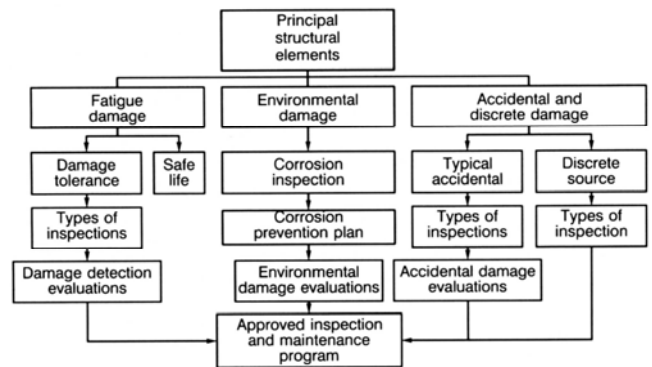 Principal
structural
elements
Fatigue
damage
Environmental
damage
Accidental and
discrete damage
Damage
tolerance
Safe
life
Corrosion
inspection
Typical
accidental
Discrete
source
Types of
inspections
Corrosion
prevention plan
Types of
inspections
Types of
inspection
Damage detection
evaluations
Environmental
damage evaluations
Accidental damage
evaluations
Approved inspection
and maintenance
program